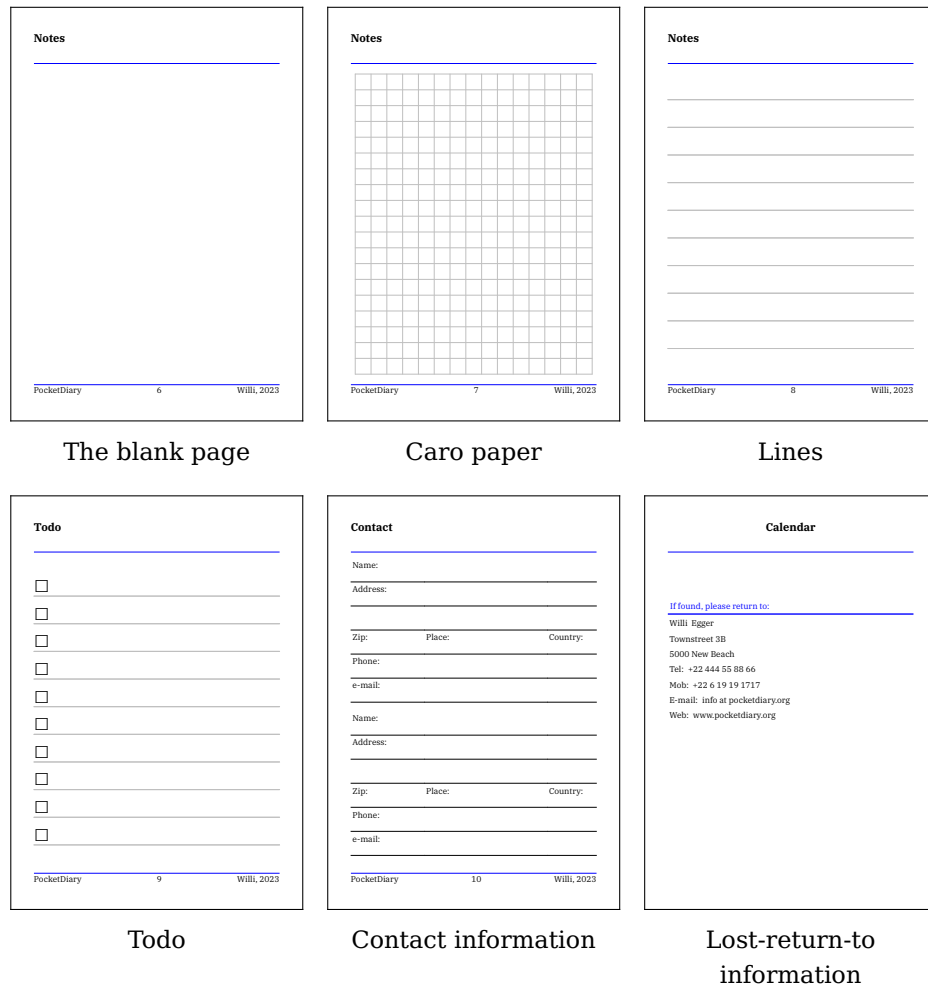 Notes
PocketDiary 6 Willi, 2023
The blank page
Notes
PocketDiary 7 Willi, 2023
Caro paper
Notes
PocketDiary 8 Willi, 2023
Lines
Todo
PocketDiary 9 Willi, 2023
Todo
Contact
Name:
Address:
Zip: Place: Country:
Phone:
e-mail:
Name:
Address:
Zip: Place: Country:
Phone:
e-mail:
PocketDiary 10 Willi, 2023
Contact information
Calendar
If found, please return to:
Willi Egger
Townstreet 3B
5000 New Beach
Tel: +22 444 55 88 66
Mob: +22 6 19 19 1717
E-mail: info at pocketdiary.org
Web: www.pocketdiary.org
Lost-return-to
information